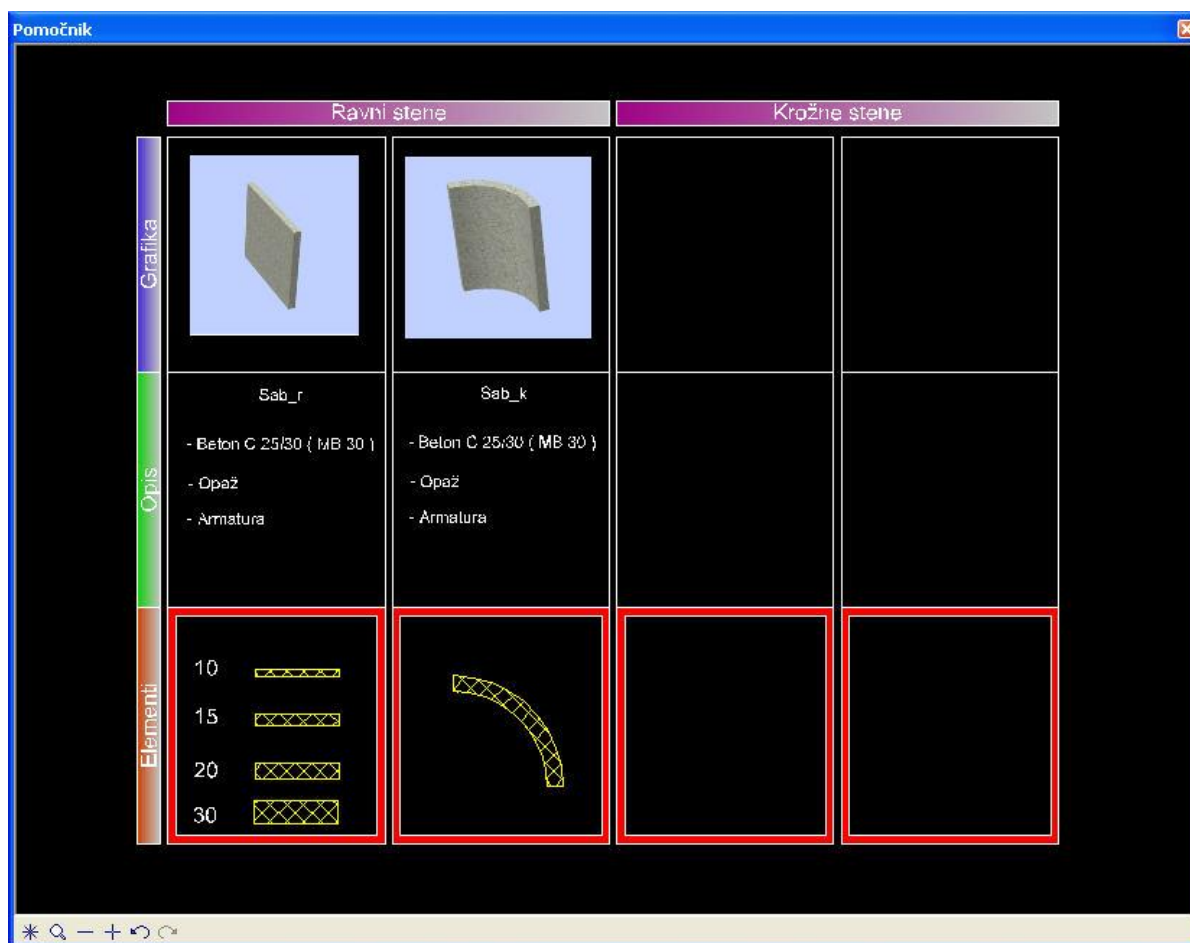 Pomočnik
Ravni stene
Krožne stene
Grafika
Opis
Sab_r
- Beton C 25/30 ( MB 30 )
- Opaž
- Armatura
Sab_k
- Beton C 25/30 ( MB 30 )
- Opaž
- Armatura
Elementi
10
15
20
30